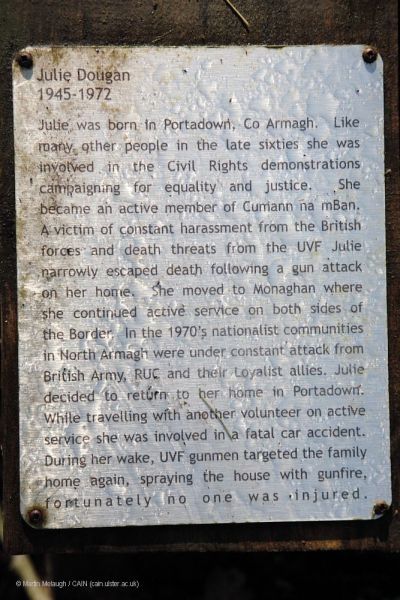 Julie Dougan
1945-1972
Julie was born in Portadown, Co Armagh. Like
many other people in the late sixties she was
involved in the Civil Rights demonstrations
campaigning for equality and justice. She
became an active member of Cumann na mBan.
A victim of constant harassment from the British
forces and death threats from the UVF Julie
narrowly escaped death following a gun attack
on her home. She moved to Monaghan where
she continued active service on both sides of
the Border. In the 1970's nationalist communities
in North Armagh were under constant attack from
British Army, RUC and their Loyalist allies. Julie
decided to return to her home in Portadown.
While travelling with another volunteer on active
service she was involved in a fatal car accident.
During her wake, UVF gunmen targeted the family
home again, spraying the house with gunfire,
fortunately no one was injured.
© Martin Melaugh / CAIN (cain.ulster.ac.uk)